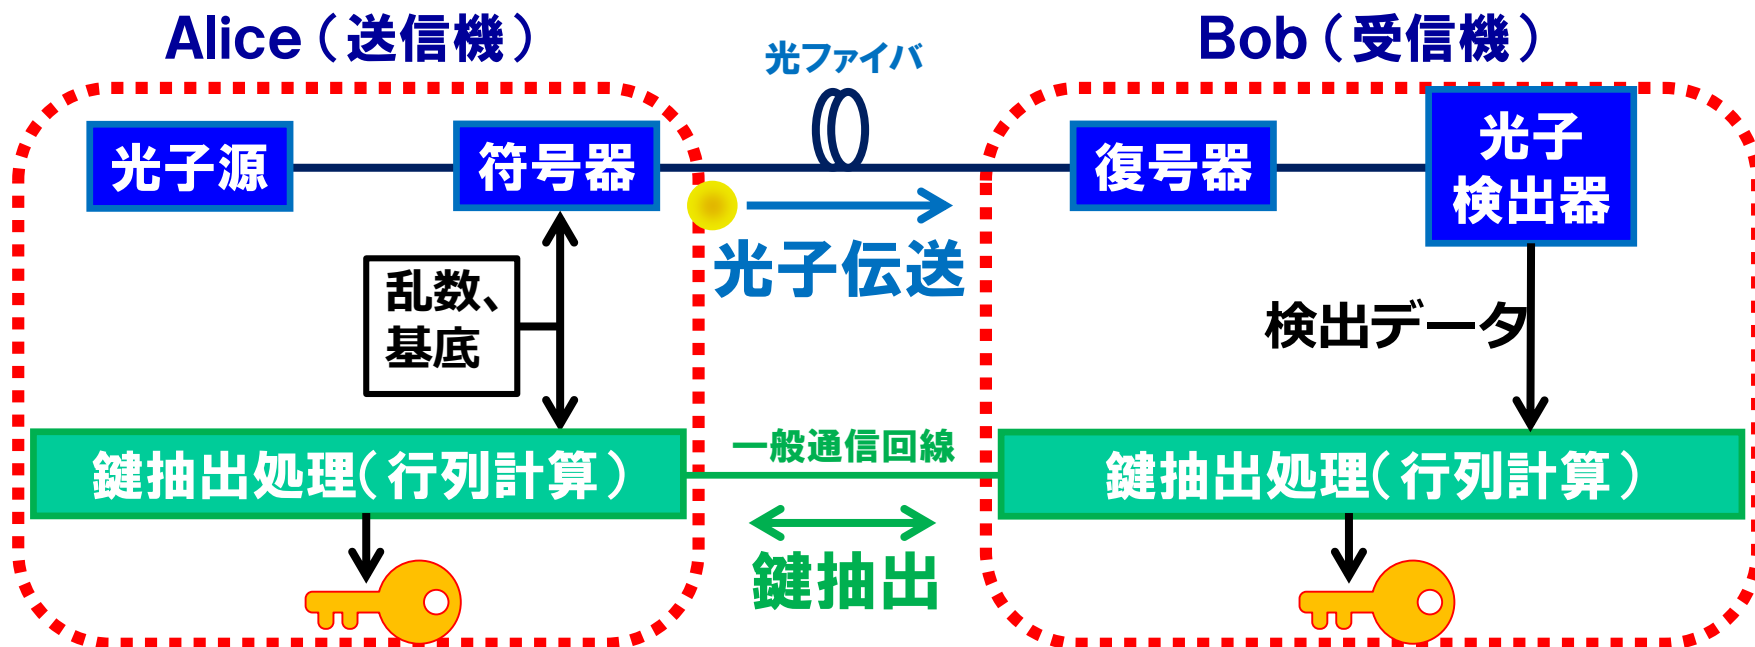 Alice（送信機）
光ファイバ
Bob（受信機）
光子源
符号器
復号器
光子
検出器
光子伝送
乱数、
基底
検出データ
一般通信回線
鍵抽出処理（行列計算）
鍵抽出処理（行列計算）
鍵抽出